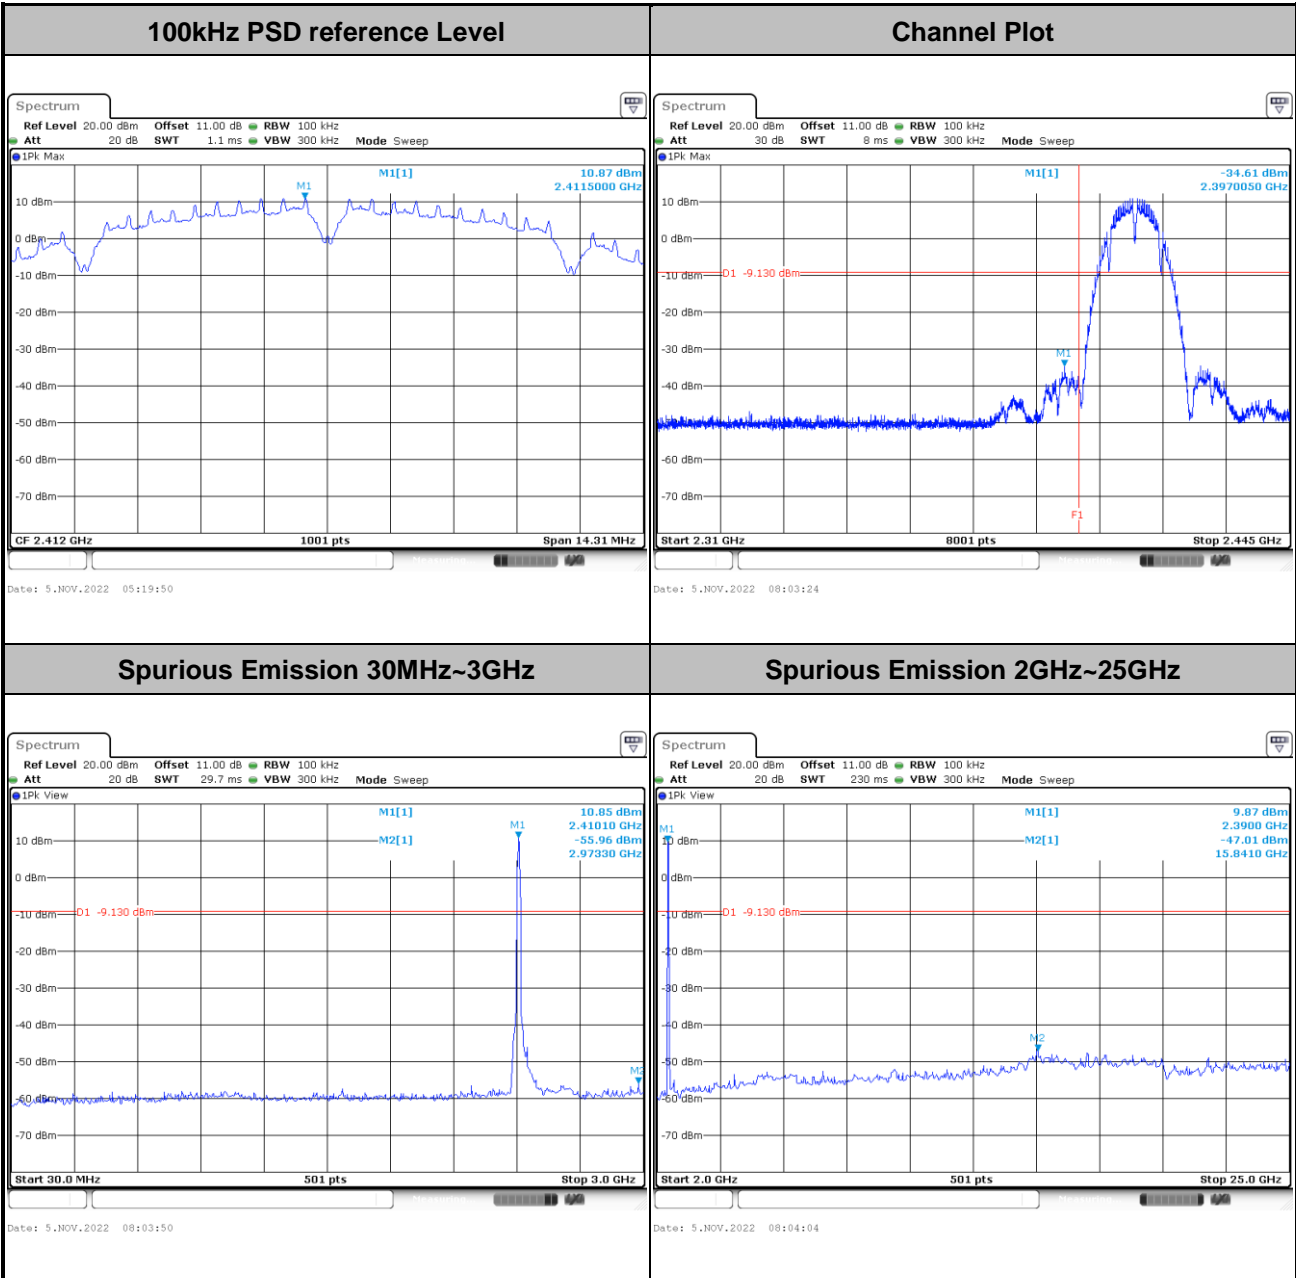 100kHz PSD reference Level
Channel Plot
Spectrum
Ref Level 20.00 dBm Offset 11.00 dB RBW 100 kHz
Att 20 dB SWT 1.1 ms VBW 300 kHz Mode Sweep
1Pk Max
M1[1] 10.87 dBm
2.4115000 GHz
M1
10 dBm
0 dBm
-10 dBm
-20 dBm
-30 dBm
-40 dBm
-50 dBm
-60 dBm
-70 dBm
CF 2.412 GHz 1001 pts Span 14.31 MHz
Date: 5.NOV.2022 05:19:50
Spectrum
Ref Level 20.00 dBm Offset 11.00 dB RBW 100 kHz
Att 30 dB SWT 8 ms VBW 300 kHz Mode Sweep
1Pk Max
M1[1] -34.61 dBm
2.3970050 GHz
10 dBm
0 dBm
-10 dBm
D1 -9.130 dBm
-20 dBm
-30 dBm
M1
-40 dBm
-50 dBm
-60 dBm
-70 dBm
F1
Start 2.31 GHz 8001 pts Stop 2.445 GHz
Date: 5.NOV.2022 08:03:24
Spurious Emission 30MHz~3GHz
Spurious Emission 2GHz~25GHz
Spectrum
Ref Level 20.00 dBm Offset 11.00 dB RBW 100 kHz
Att 20 dB SWT 29.7 ms VBW 300 kHz Mode Sweep
1Pk View
M1[1] 10.85 dBm
2.41010 GHz
M1
10 dBm
M2[1] -55.96 dBm
2.97330 GHz
0 dBm
-10 dBm
D1 -9.130 dBm
-20 dBm
-30 dBm
-40 dBm
-50 dBm
M2
-60 dBm
-70 dBm
Start 30.0 MHz 501 pts Stop 3.0 GHz
Date: 5.NOV.2022 08:03:50
Spectrum
Ref Level 20.00 dBm Offset 11.00 dB RBW 100 kHz
Att 20 dB SWT 230 ms VBW 300 kHz Mode Sweep
1Pk View
M1[1] 9.87 dBm
2.3900 GHz
M1
10 dBm
M2[1] -47.01 dBm
15.8410 GHz
0 dBm
-10 dBm
D1 -9.130 dBm
-20 dBm
-30 dBm
-40 dBm
M2
-50 dBm
-60 dBm
-70 dBm
Start 2.0 GHz 501 pts Stop 25.0 GHz
Date: 5.NOV.2022 08:04:04